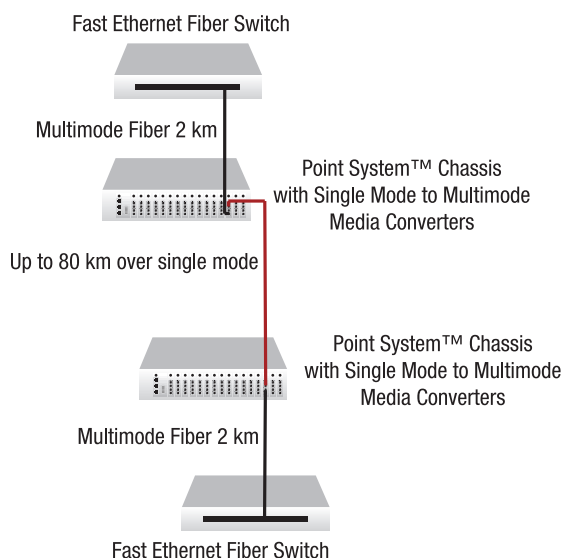 Fast Ethernet Fiber Switch
Multimode Fiber 2 km
Point System™ Chassis
with Single Mode to Multimode
Media Converters
Up to 80 km over single mode
Point System™ Chassis
with Single Mode to Multimode
Media Converters
Multimode Fiber 2 km
Fast Ethernet Fiber Switch